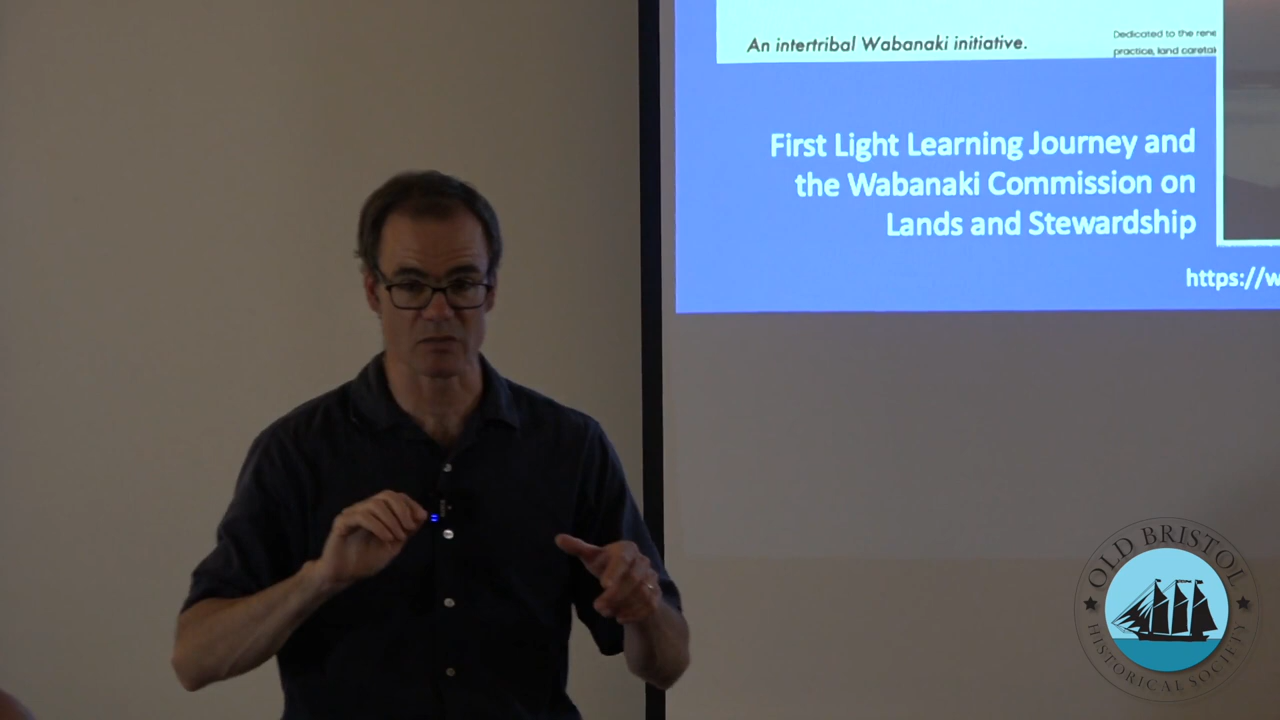 An intertribal Wabanaki initiative.
Dedicated to the rene
practice, land caretak
First Light Learning Journey and
the Wabanaki Commission on
Lands and Stewardship
https://w
OLD BRISTOL
HISTORICAL SOCIETY